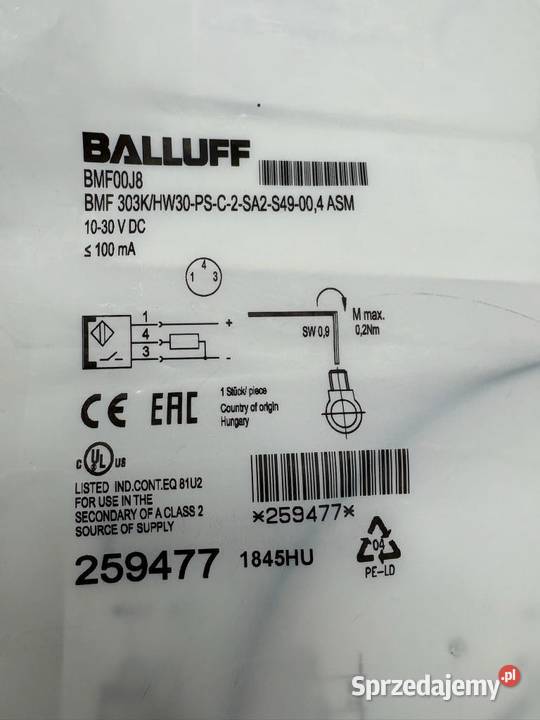 BALLUFF
BMF00J8
BMF 303K/HW30-PS-C-2-SA2-S49-00,4 ASM
10-30 V DC
≤ 100 mA
4
1 3
1 +
4
3 -
SW 0,9
M max.
0,2Nm
CE EAC
1 Stück/ piece
Country of origin
Hungary
c UL us
LISTED IND.CONT.EQ 81U2
FOR USE IN THE
SECONDARY OF A CLASS 2
SOURCE OF SUPPLY
*259477*
259477 1845HU
04
PE-LD
Sprzedajemy.pl